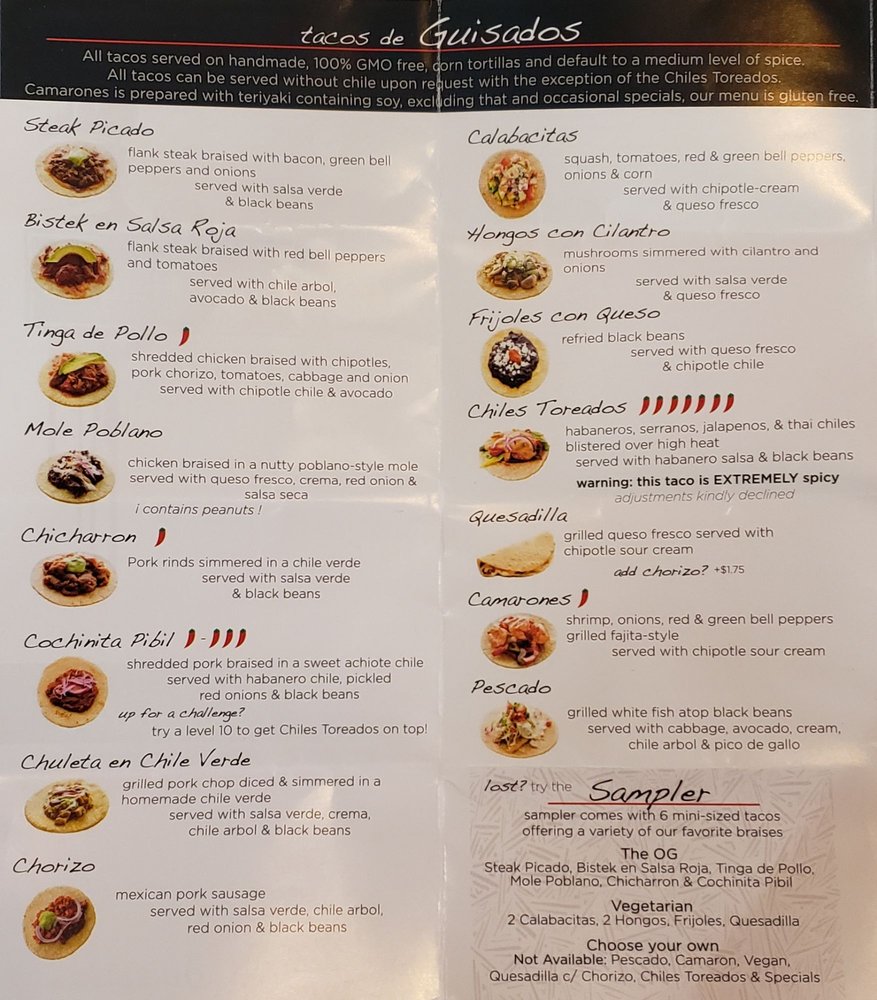 tacos de Guisados
All tacos served on handmade, 100% GMO free, corn tortillas and default to a medium level of spice.
All tacos can be served without chile upon request with the exception of the Chiles Toreados.
Camarones is prepared with teriyaki containing soy, excluding that and occasional specials, our menu is gluten free.
Steak Picado
flank steak braised with bacon, green bell
peppers and onions
served with salsa verde
& black beans
Bistek en Salsa Roja
flank steak braised with red bell peppers
and tomatoes
served with chile arbol,
avocado & black beans
Tinga de Pollo
shredded chicken braised with chipotles,
pork chorizo, tomatoes, cabbage and onion
served with chipotle chile & avocado
Mole Poblano
chicken braised in a nutty poblano-style mole
served with queso fresco, crema, red onion &
salsa seca
¡ contains peanuts !
Chicharron
Pork rinds simmered in a chile verde
served with salsa verde
& black beans
Cochinita Pibil -
shredded pork braised in a sweet achiote chile
served with habanero chile, pickled
red onions & black beans
up for a challenge?
try a level 10 to get Chiles Toreados on top!
Chuleta en Chile Verde
grilled pork chop diced & simmered in a
homemade chile verde
served with salsa verde, crema,
chile arbol & black beans
Chorizo
mexican pork sausage
served with salsa verde, chile arbol,
red onion & black beans
Calabacitas
squash, tomatoes, red & green bell peppers,
onions & corn
served with chipotle-cream
& queso fresco
Hongos con Cilantro
mushrooms simmered with cilantro and
onions
served with salsa verde
& queso fresco
Frijoles con Queso
refried black beans
served with queso fresco
& chipotle chile
Chiles Toreados
habaneros, serranos, jalapenos, & thai chiles
blistered over high heat
served with habanero salsa & black beans
warning: this taco is EXTREMELY spicy
adjustments kindly declined
Quesadilla
grilled queso fresco served with
chipotle sour cream
add chorizo? +$1.75
Camarones
shrimp, onions, red & green bell peppers
grilled fajita-style
served with chipotle sour cream
Pescado
grilled white fish atop black beans
served with cabbage, avocado, cream,
chile arbol & pico de gallo
lost? try the Sampler
sampler comes with 6 mini-sized tacos
offering a variety of our favorite braises
The OG
Steak Picado, Bistek en Salsa Roja, Tinga de Pollo,
Mole Poblano, Chicharron & Cochinita Pibil
Vegetarian
2 Calabacitas, 2 Hongos, Frijoles, Quesadilla
Choose your own
Not Available: Pescado, Camaron, Vegan,
Quesadilla c/ Chorizo, Chiles Toreados & Specials